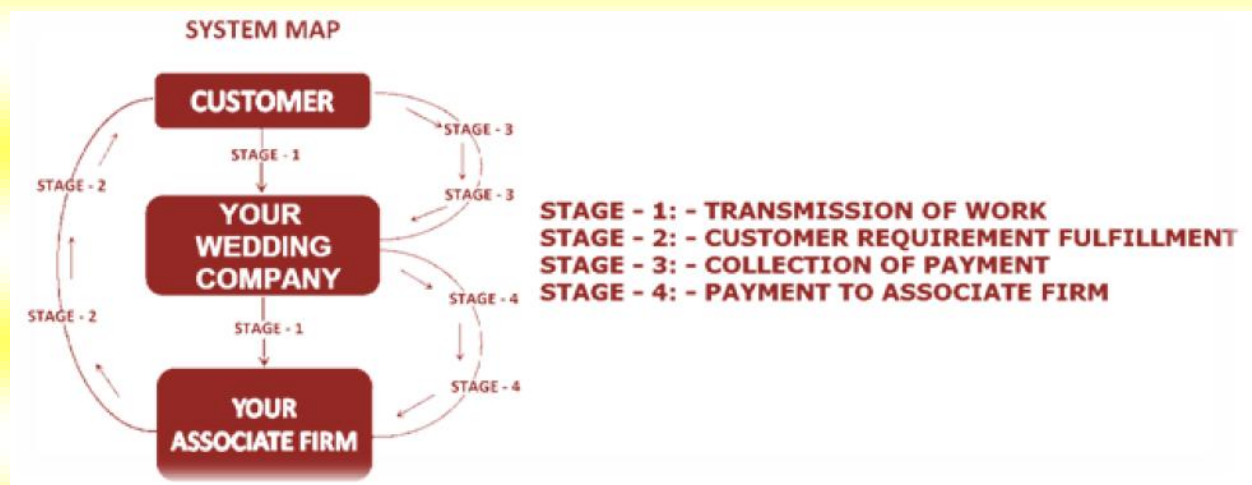 SYSTEM MAP
CUSTOMER
STAGE - 3
STAGE - 1
STAGE - 2
STAGE - 3
YOUR
WEDDING
COMPANY
STAGE - 1: - TRANSMISSION OF WORK
STAGE - 2: - CUSTOMER REQUIREMENT FULFILLMENT
STAGE - 3: - COLLECTION OF PAYMENT
STAGE - 4: - PAYMENT TO ASSOCIATE FIRM
STAGE - 4
STAGE - 2
STAGE - 1
STAGE - 4
YOUR
ASSOCIATE FIRM